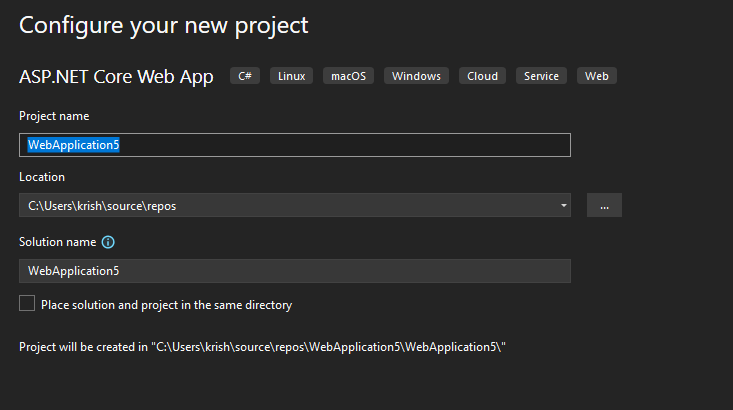 Configure your new project
ASP.NET Core Web App C# Linux macOS Windows Cloud Service Web
Project name
WebApplication5
Location
C:\Users\krish\source\repos
...
Solution name
WebApplication5
Place solution and project in the same directory
Project will be created in "C:\Users\krish\source\repos\WebApplication5\WebApplication5\"